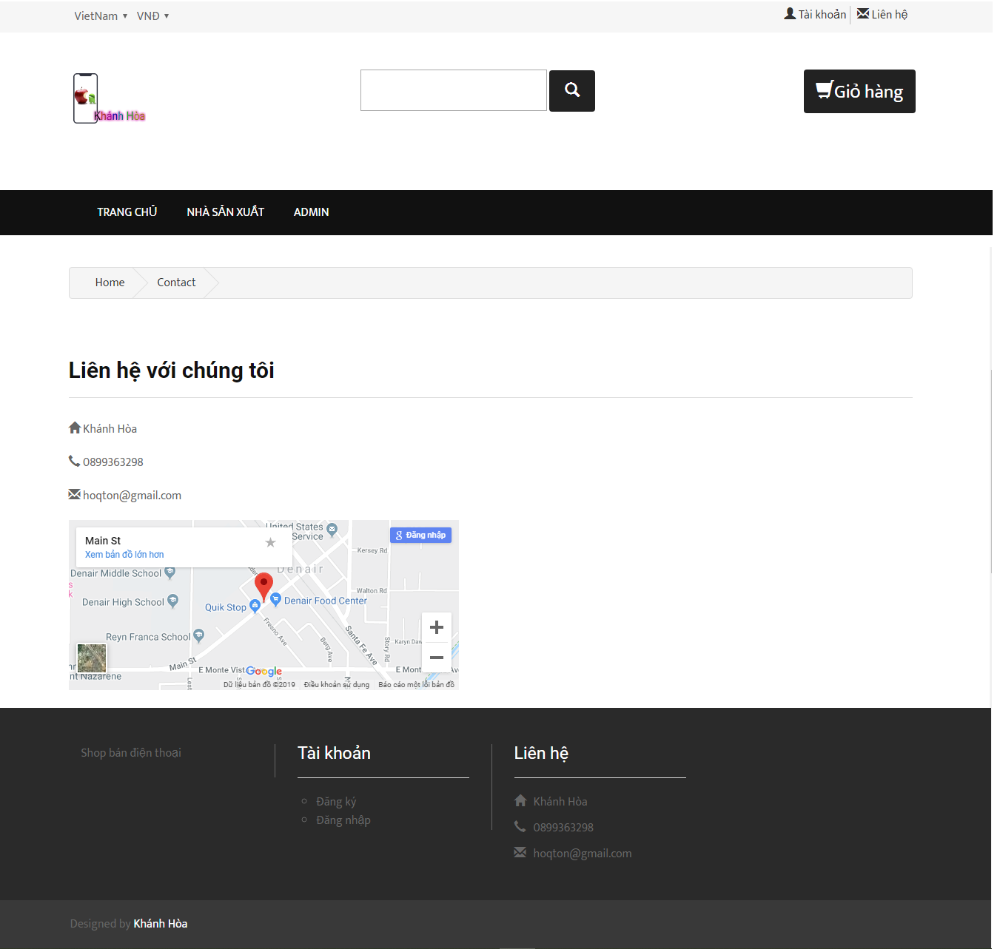 VietNam ▾ VNĐ ▾
Tài khoản
Liên hệ
Khánh Hòa
Giỏ hàng
TRANG CHỦ
NHÀ SẢN XUẤT
ADMIN
Home
Contact
Liên hệ với chúng tôi
Khánh Hòa
0899363298
hoqton@gmail.com
Main St
Xem bản đồ lớn hơn
United States
Service
Đăng nhập
Kersey Rd
Denair
Denair Middle School
Walton Rd
Denair High School
Quik Stop
Denair Food Center
Reyn Franca School
Fresno Ave
Berg Ave
Santa Fe Ave
Story Rd
Main St
E Monte Vist
Google
E Mont
nt Nazarene
Dữ liệu bản đồ ©2019
Điều khoản sử dụng
Báo cáo một lỗi bản đồ
Shop bán điện thoại
Tài khoản
Đăng ký
Đăng nhập
Liên hệ
Khánh Hòa
0899363298
hoqton@gmail.com
Designed by Khánh Hòa